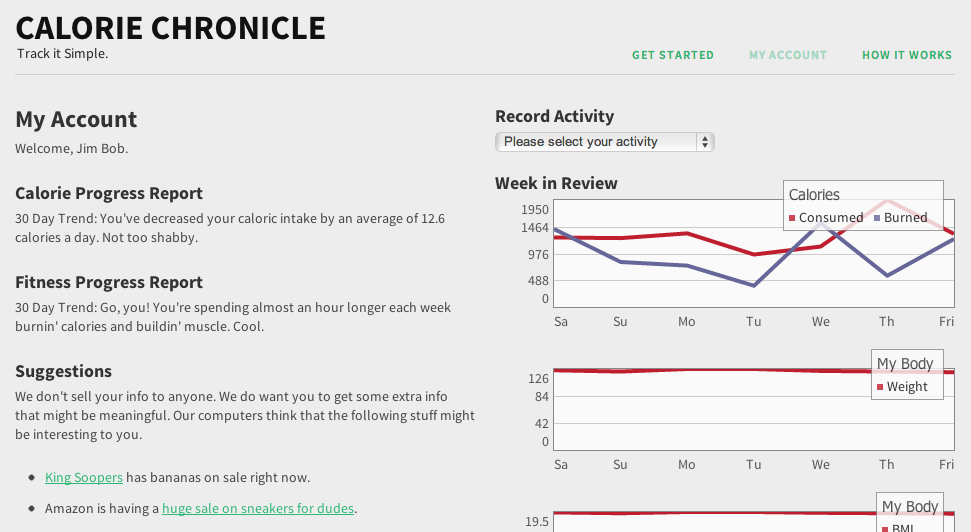 CALORIE CHRONICLE
Track it Simple.
GET STARTED MY ACCOUNT HOW IT WORKS
My Account
Welcome, Jim Bob.
Calorie Progress Report
30 Day Trend: You've decreased your caloric intake by an average of 12.6
calories a day. Not too shabby.
Fitness Progress Report
30 Day Trend: Go, you! You're spending almost an hour longer each week
burnin' calories and buildin' muscle. Cool.
Suggestions
We don't sell your info to anyone. We do want you to get some extra info
that might be meaningful. Our computers think that the following stuff might
be interesting to you.
King Soopers has bananas on sale right now.
Amazon is having a huge sale on sneakers for dudes.
Record Activity
Please select your activity
Week in Review
Calories
Consumed Burned
1950
1464
976
488
0
Sa Su Mo Tu We Th Fri
My Body
Weight
126
84
42
0
Sa Su Mo Tu We Th Fri
My Body
BMI
19.5